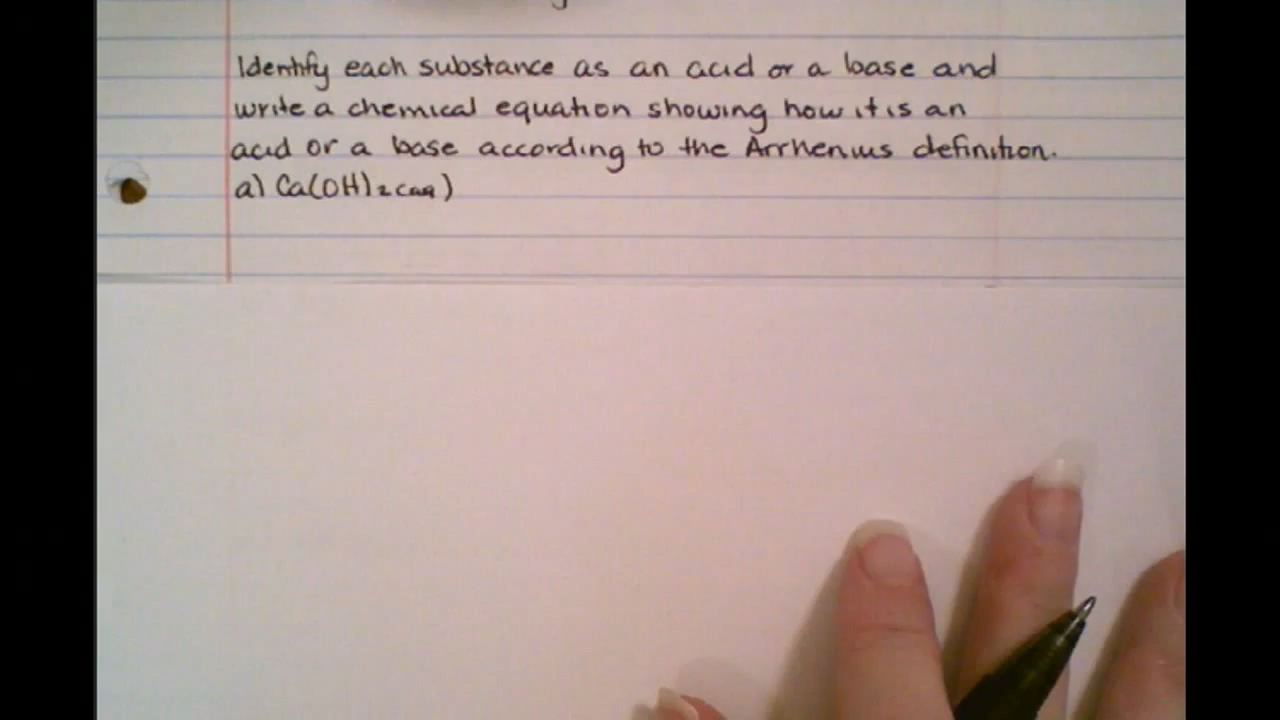 Identify each substance as an acid or a base and
write a chemical equation showing how it is an
acid or a base according to the Arrhenius definition.
a) Ca(OH)₂(aq)